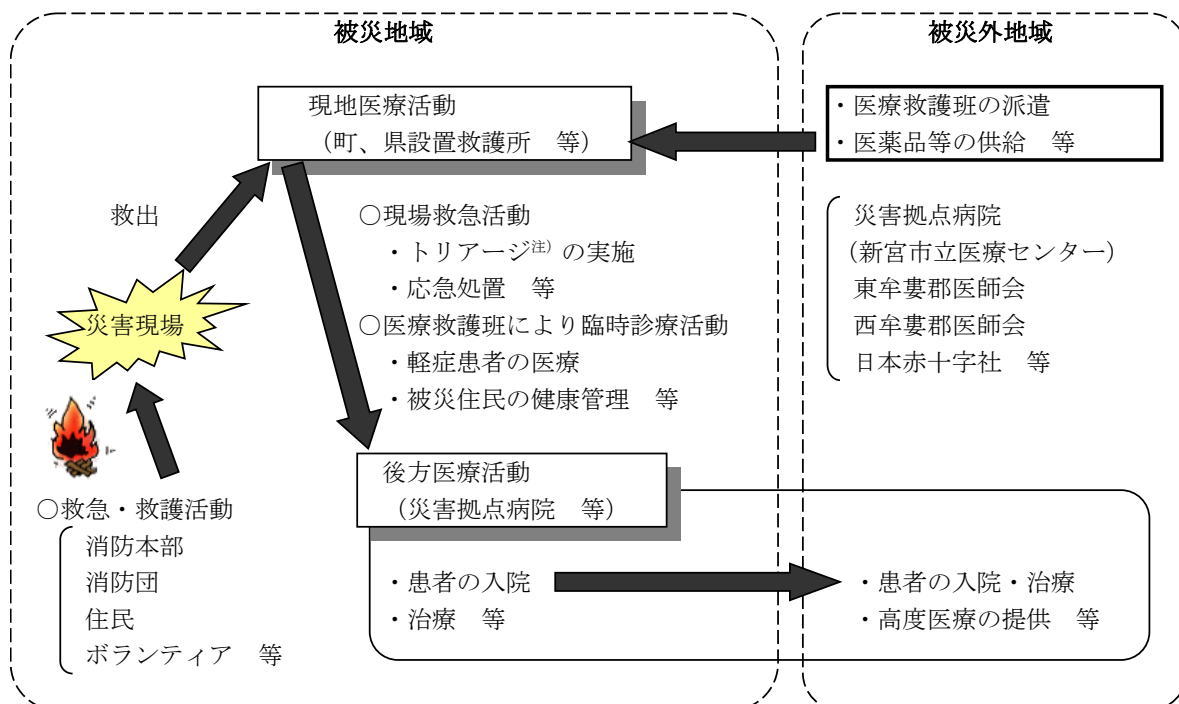 被災地域
被災外地域
現地医療活動
（町、県設置救護所　等）
・医療救護班の派遣
・医薬品等の供給　等
救出
○現場救急活動
・トリアージ注）の実施
・応急処置　等
○医療救護班により臨時診療活動
・軽症患者の医療
・被災住民の健康管理　等
災害拠点病院
（新宮市立医療センター）
東牟婁郡医師会
西牟婁郡医師会
日本赤十字社　等
災害現場
○救急・救護活動
消防本部
消防団
住民
ボランティア　等
後方医療活動
（災害拠点病院　等）
・患者の入院
・治療　等
・患者の入院・治療
・高度医療の提供　等